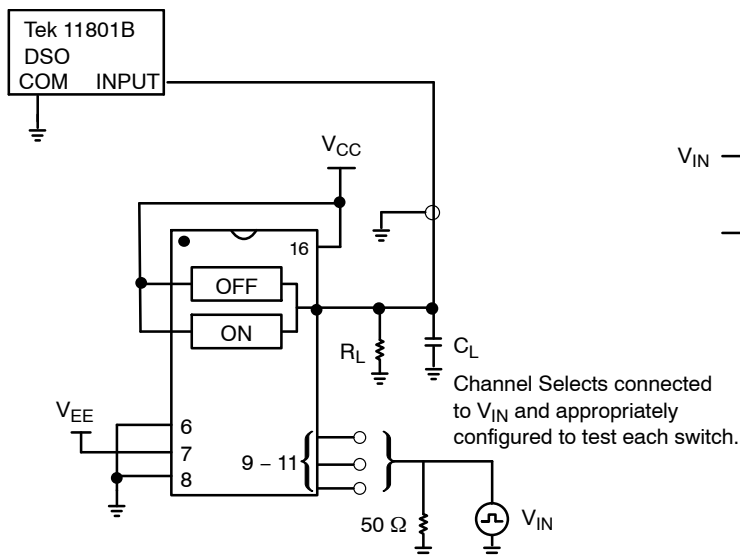 Tek 11801B
DSO
COM INPUT
V_CC
V_IN
16
OFF
ON
R_L
C_L
Channel Selects connected
to V_IN and appropriately
configured to test each switch.
V_EE
6
7
8
9 – 11
50 Ω
V_IN